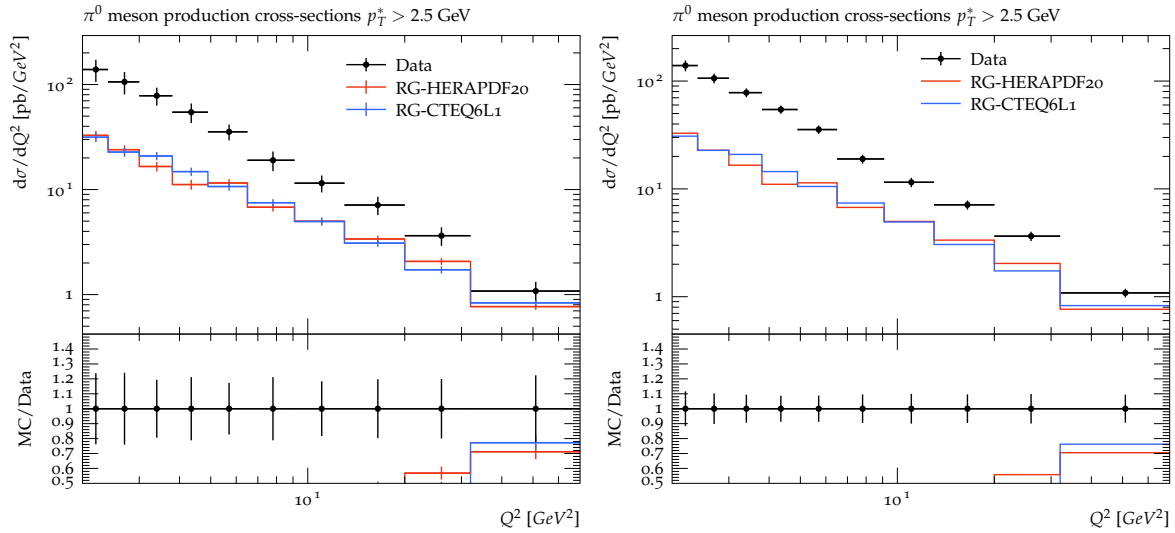 π⁰ meson production cross-sections p*_T > 2.5 GeV
dσ/dQ² [pb/GeV²]
10²
10¹
1
Data
RG-HERAPDF20
RG-CTEQ6L1
MC/Data
1.4
1.3
1.2
1.1
1
0.9
0.8
0.7
0.6
0.5
10¹
Q² [GeV²]
π⁰ meson production cross-sections p*_T > 2.5 GeV
dσ/dQ² [pb/GeV²]
10²
10¹
1
Data
RG-HERAPDF20
RG-CTEQ6L1
MC/Data
1.4
1.3
1.2
1.1
1
0.9
0.8
0.7
0.6
0.5
10¹
Q² [GeV²]